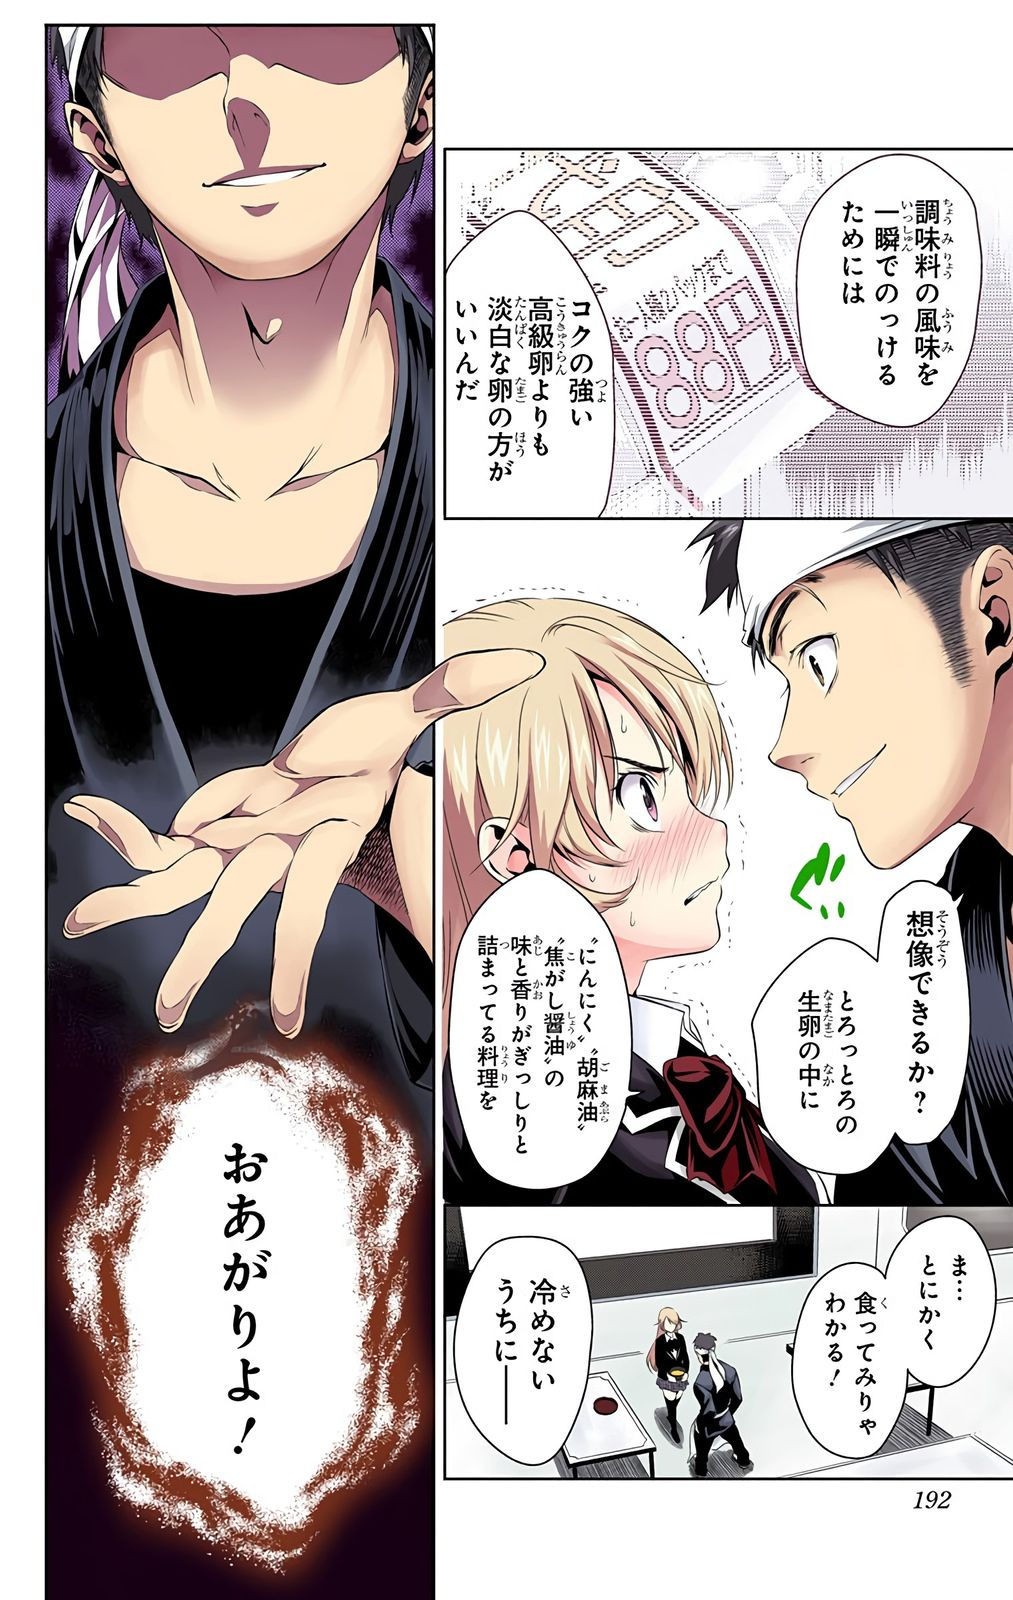 調味料の風味を
一瞬でのっける
ためには
コクの強い
高級卵よりも
淡白な卵の方が
いいんだ
88円
想像できるか?
とろっとろの
生卵の中に
〝にんにく〟〝胡麻油〟
〝焦がし醤油〟の
味と香りがぎっしりと
詰まってる料理を
ぐい
ま…
とにかく
食ってみりゃ
わかる!
冷めない
うちに――
おあがりよ!
192